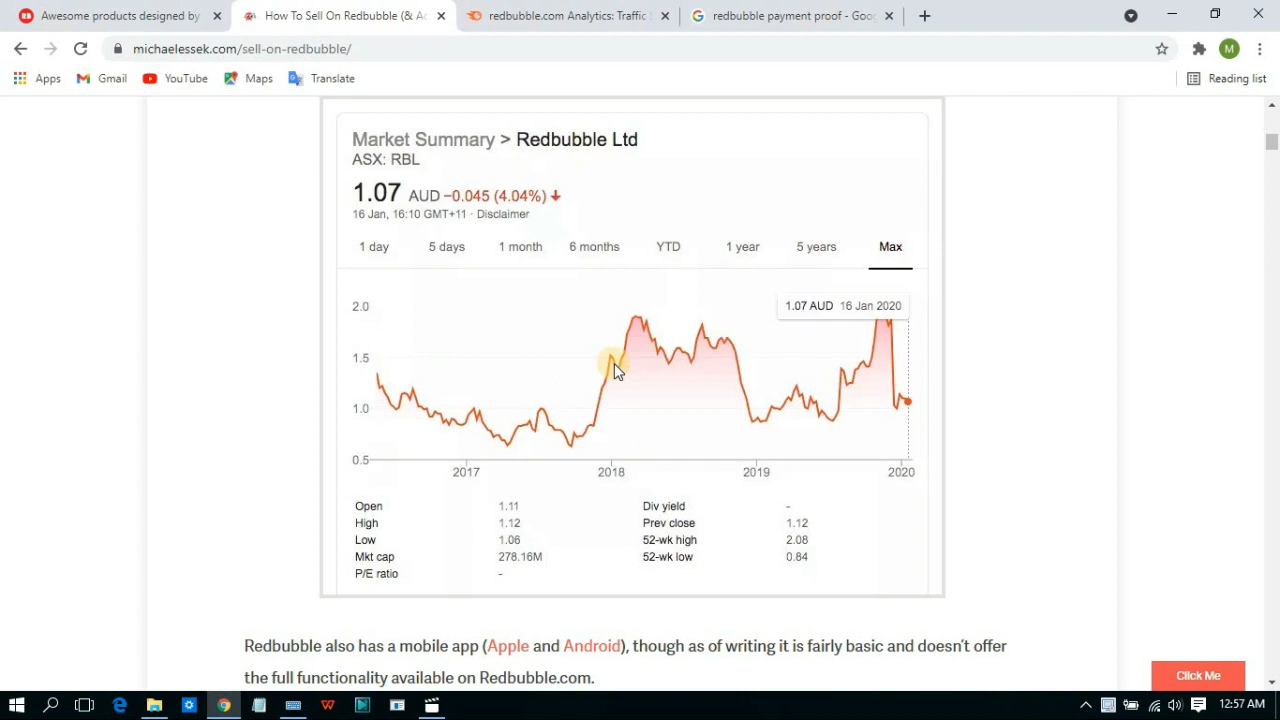 Awesome products designed by
How To Sell On Redbubble (& Ac
redbubble.com Analytics: Traffic S
redbubble payment proof - Goog
michaelessek.com/sell-on-redbubble/
M
Apps
Gmail
YouTube
Maps
Translate
Reading list
Market Summary > Redbubble Ltd
ASX: RBL
1.07 AUD −0.045 (4.04%)
16 Jan, 16:10 GMT+11 · Disclaimer
1 day 5 days 1 month 6 months YTD 1 year 5 years Max
1.07 AUD 16 Jan 2020
2.0
1.5
1.0
0.5
2017 2018 2019 2020
Open 1.11 Div yield -
High 1.12 Prev close 1.12
Low 1.06 52-wk high 2.08
Mkt cap 278.16M 52-wk low 0.84
P/E ratio -
Redbubble also has a mobile app (Apple and Android), though as of writing it is fairly basic and doesn't offer
the full functionality available on Redbubble.com.
Click Me
12:57 AM